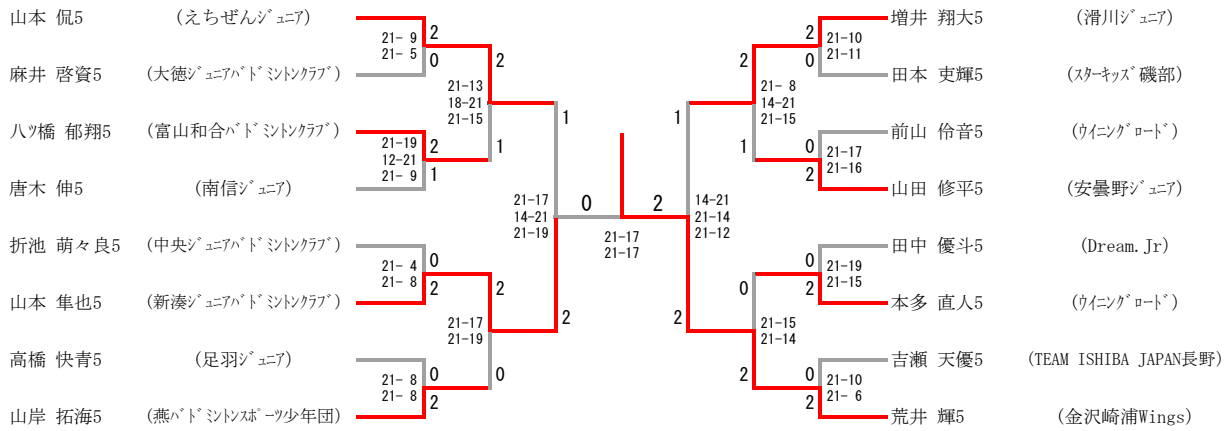 山本 侃5 (えちぜんｼﾞｭﾆｱ)
21- 9 2
21- 5 0
麻井 啓資5 (大徳ｼﾞｭﾆｱﾊﾞﾄﾞﾐﾝﾄﾝｸﾗﾌﾞ)
2
21-13
18-21
21-15
1
八ツ橋 郁翔5 (富山和合ﾊﾞﾄﾞﾐﾝﾄﾝｸﾗﾌﾞ)
21-19 2
12-21
21- 9 1
唐木 伸5 (南信ｼﾞｭﾆｱ)
1
21-17
14-21
21-19
2
折池 萌々良5 (中央ｼﾞｭﾆｱﾊﾞﾄﾞﾐﾝﾄﾝｸﾗﾌﾞ)
21- 4 0
21- 8 2
山本 隼也5 (新湊ｼﾞｭﾆｱﾊﾞﾄﾞﾐﾝﾄﾝｸﾗﾌﾞ)
2
21-17
21-19
0
高橋 快青5 (足羽ｼﾞｭﾆｱ)
21- 8 0
21- 8 2
山岸 拓海5 (燕ﾊﾞﾄﾞﾐﾝﾄﾝｽﾎﾟｰﾂ少年団)
0 2
21-17
21-17
増井 翔大5 (滑川ｼﾞｭﾆｱ)
2 21-10
0 21-11
田本 吏輝5 (ｽﾀｰｷｯｽﾞ磯部)
2
21- 8
14-21
21-15
1
前山 伶音5 (ｳｲﾆﾝｸﾞﾛｰﾄﾞ)
0 21-17
2 21-16
山田 修平5 (安曇野ｼﾞｭﾆｱ)
1
14-21
21-14
21-12
2
田中 優斗5 (Dream.Jr)
0 21-19
2 21-15
本多 直人5 (ｳｲﾆﾝｸﾞﾛｰﾄﾞ)
0
21-15
21-14
2
吉瀬 天優5 (TEAM ISHIBA JAPAN長野)
0 21-10
2 21- 6
荒井 輝5 (金沢崎浦Wings)